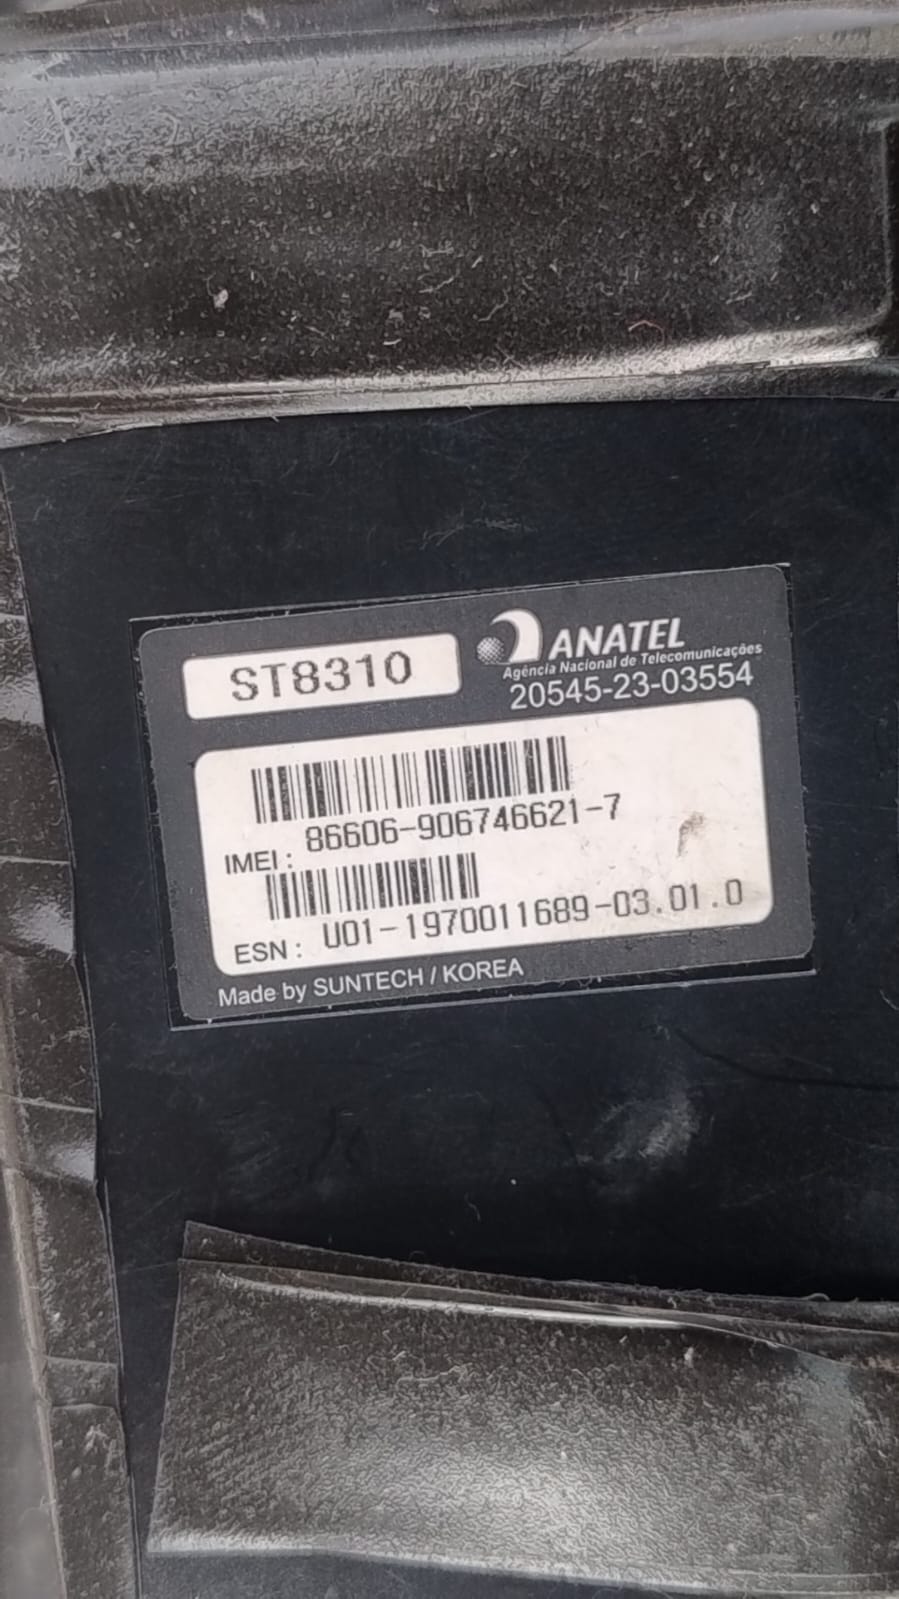 ST8310
ANATEL
Agência Nacional de Telecomunicações
20545-23-03554
IMEI : 86606-906746621-7
ESN : U01-1970011689-03.01.0
Made by SUNTECH / KOREA